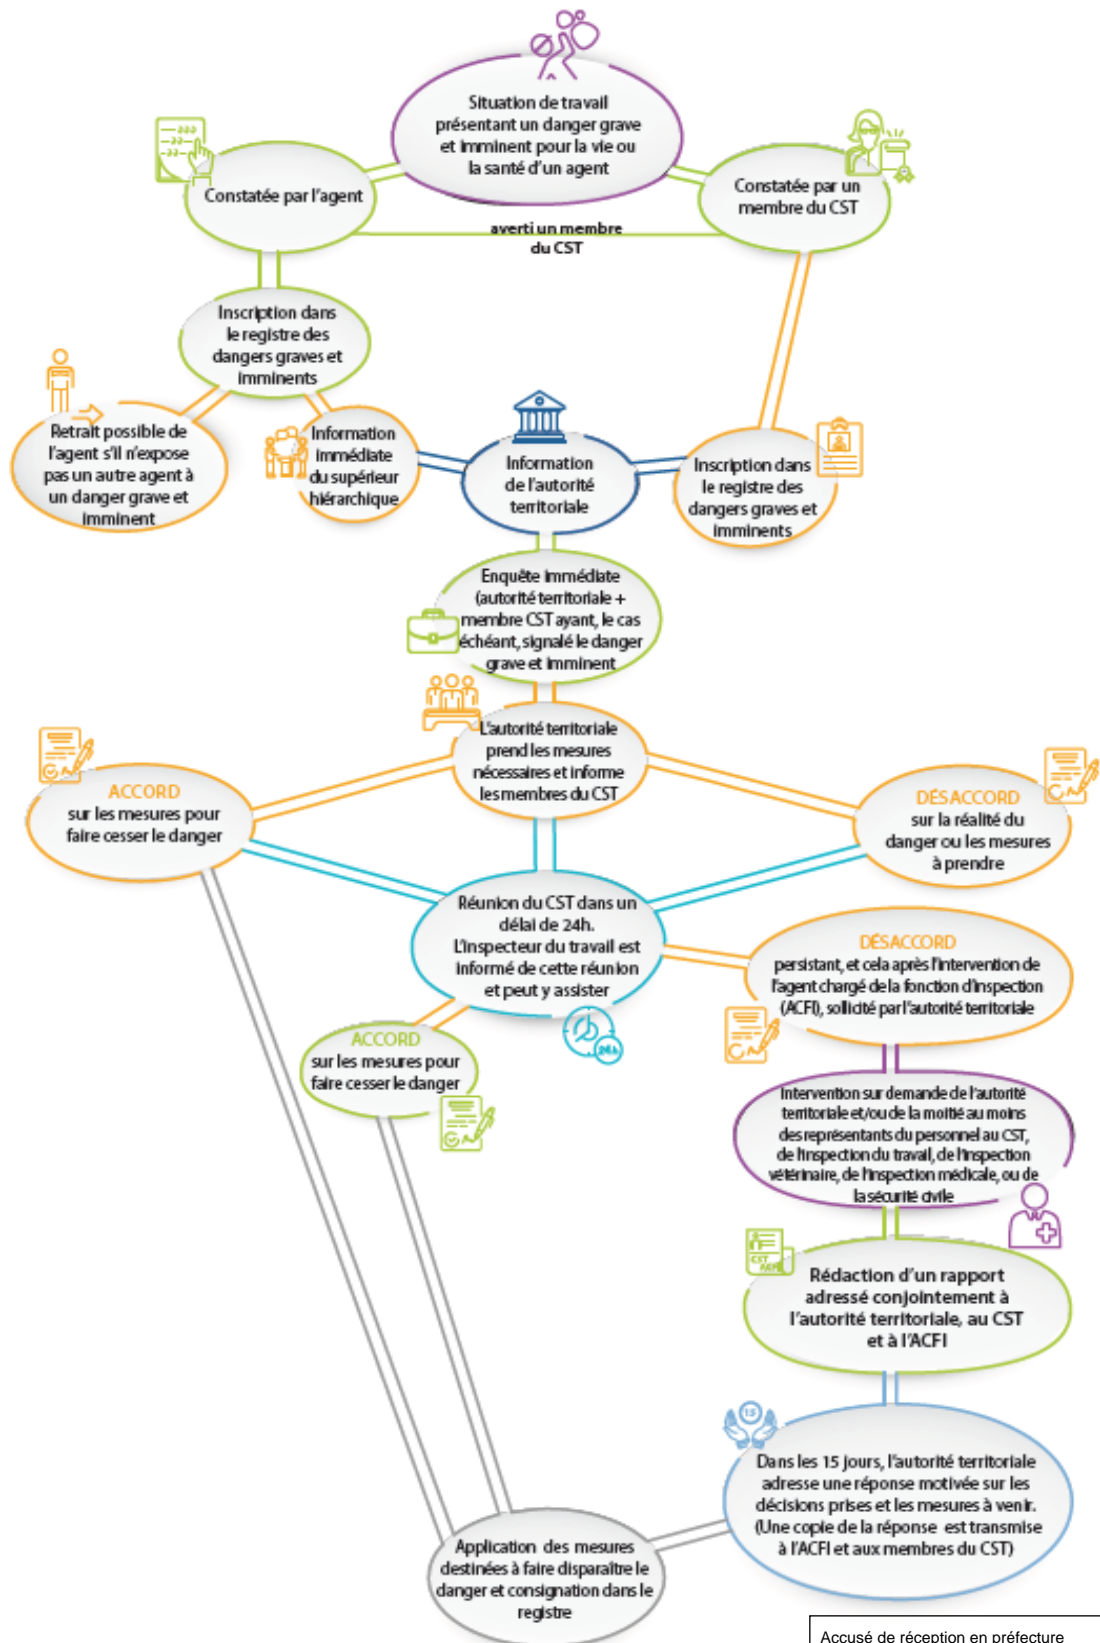 Situation de travail
présentant un danger grave
et imminent pour la vie ou
la santé d'un agent
Constatée par l'agent
Constatée par un
membre du CST
averti un membre
du CST
Inscription dans
le registre des
dangers graves et
imminents
Retrait possible de
l'agent s'il n'expose
pas un autre agent à
un danger grave et
imminent
Information
immédiate
du supérieur
hiérarchique
Information
de l'autorité
territoriale
Inscription dans
le registre des
dangers graves et
imminents
Enquête immédiate
(autorité territoriale +
membre CST ayant, le cas
échéant, signalé le danger
grave et imminent
L'autorité territoriale
prend les mesures
nécessaires et informe
les membres du CST
ACCORD
sur les mesures pour
faire cesser le danger
DÉSACCORD
sur la réalité du
danger ou les mesures
à prendre
Réunion du CST dans un
délai de 24h.
L'inspecteur du travail est
informé de cette réunion
et peut y assister
24h
DÉSACCORD
persistant, et cela après l'intervention de
l'agent chargé de la fonction d'inspection
(ACFI), sollicité par l'autorité territoriale
ACCORD
sur les mesures pour
faire cesser le danger
Intervention sur demande de l'autorité
territoriale et/ou de la moitié au moins
des représentants du personnel au CST,
de l'inspection du travail, de l'inspection
vétérinaire, de l'inspection médicale, ou de
la sécurité civile
CST
ACFI
Rédaction d'un rapport
adressé conjointement à
l'autorité territoriale, au CST
et à l'ACFI
15
Dans les 15 jours, l'autorité territoriale
adresse une réponse motivée sur les
décisions prises et les mesures à venir.
(Une copie de la réponse est transmise
à l'ACFI et aux membres du CST)
Application des mesures
destinées à faire disparaître le
danger et consignation dans le
registre
Accusé de réception en préfecture